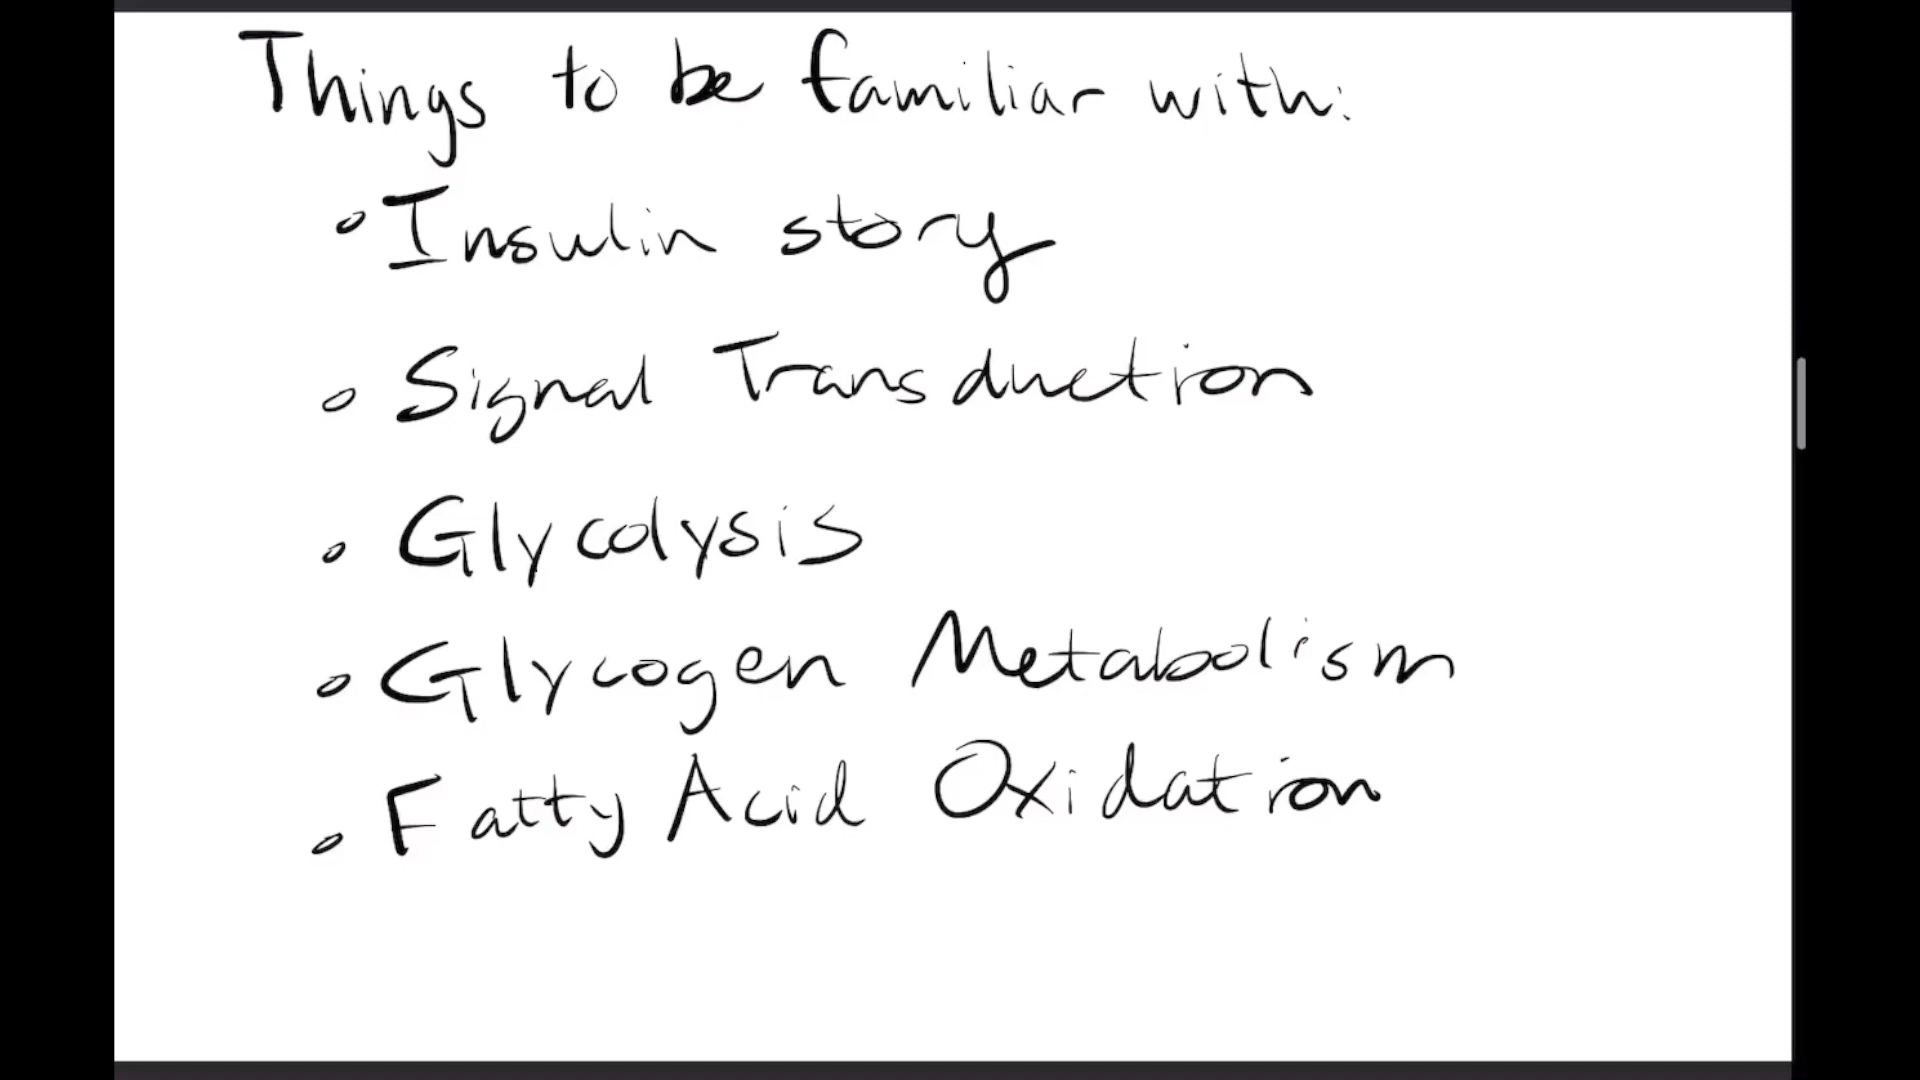 Things to be familiar with:
• Insulin story
• Signal Transduction
• Glycolysis
• Glycogen Metabolism
• Fatty Acid Oxidation